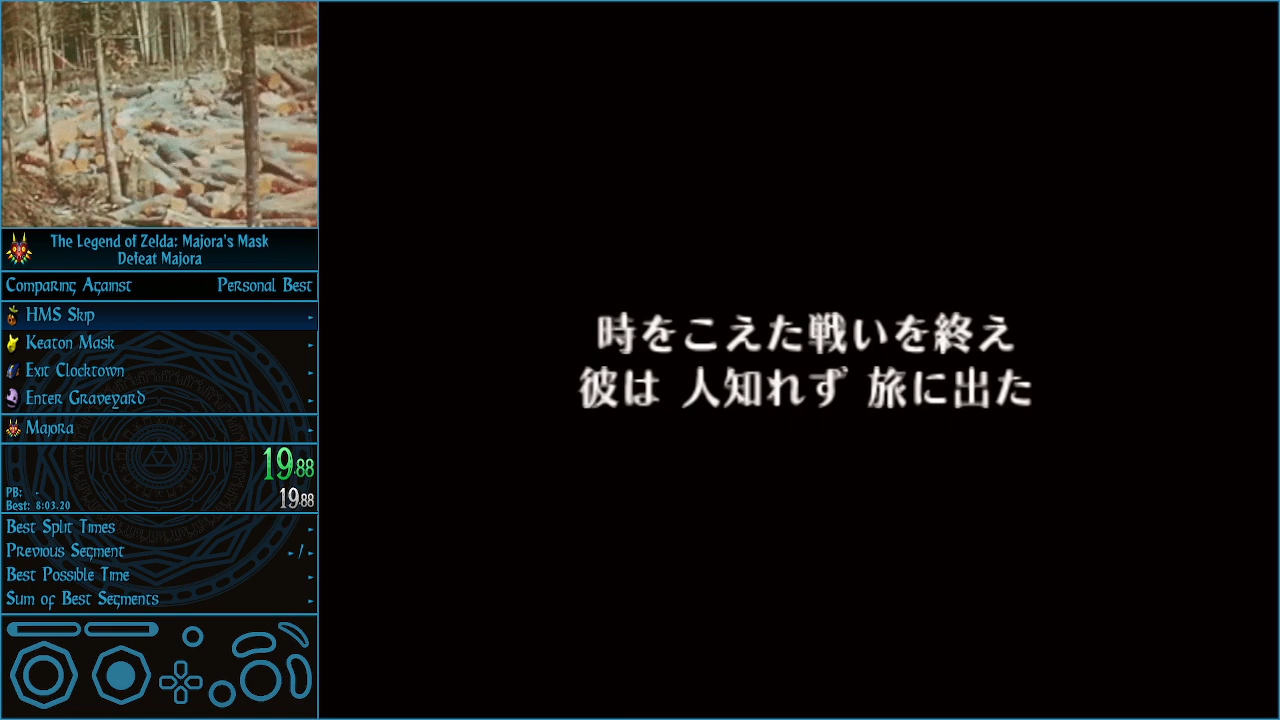 The Legend of Zelda: Majora's Mask
Defeat Majora
Comparing Against Personal Best
HMS Skip -
Keaton Mask -
Exit Clocktown -
Enter Graveyard -
Majora -
19.88
PB: -
19.88
Best: 8:03.20
Best Split Times -
Previous Segment - / -
Best Possible Time -
Sum of Best Segments -
時をこえた戦いを終え
彼は 人知れず 旅に出た